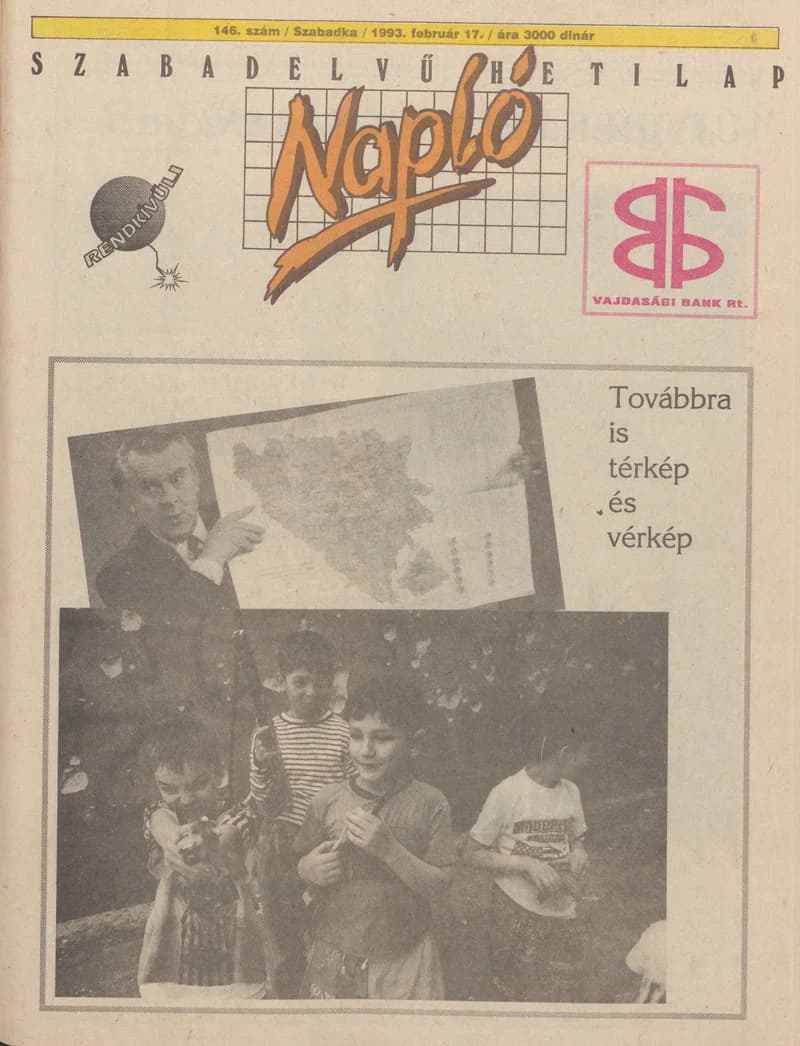 146. szám / Szabadka / 1993. február 17. / ára 3000 dinár
SZABADELVŰ HETILAP
Napló
RENDKÍVÜLI
VAJDASÁGI BANK Rt.
Továbbra
is
térkép
és
vérkép